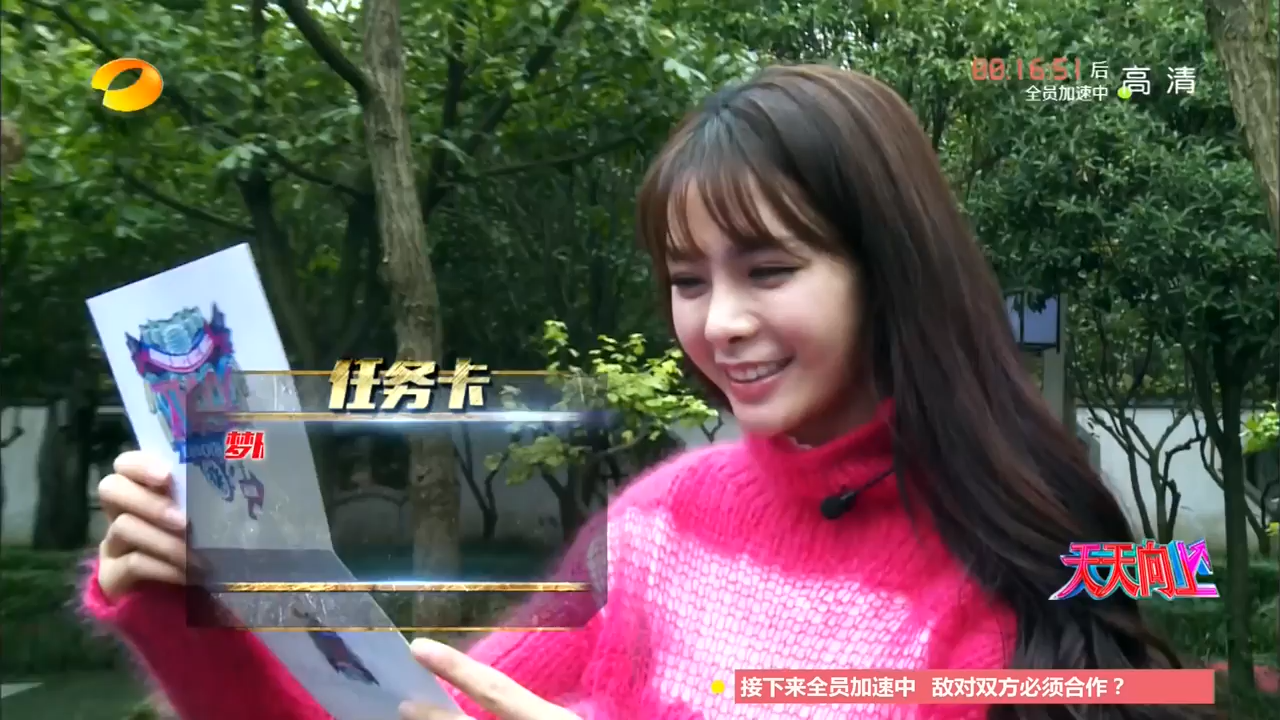 00:16:51 后
全员加速中
高清
任务卡
梦
天天向上
接下来全员加速中 敌对双方必须合作？